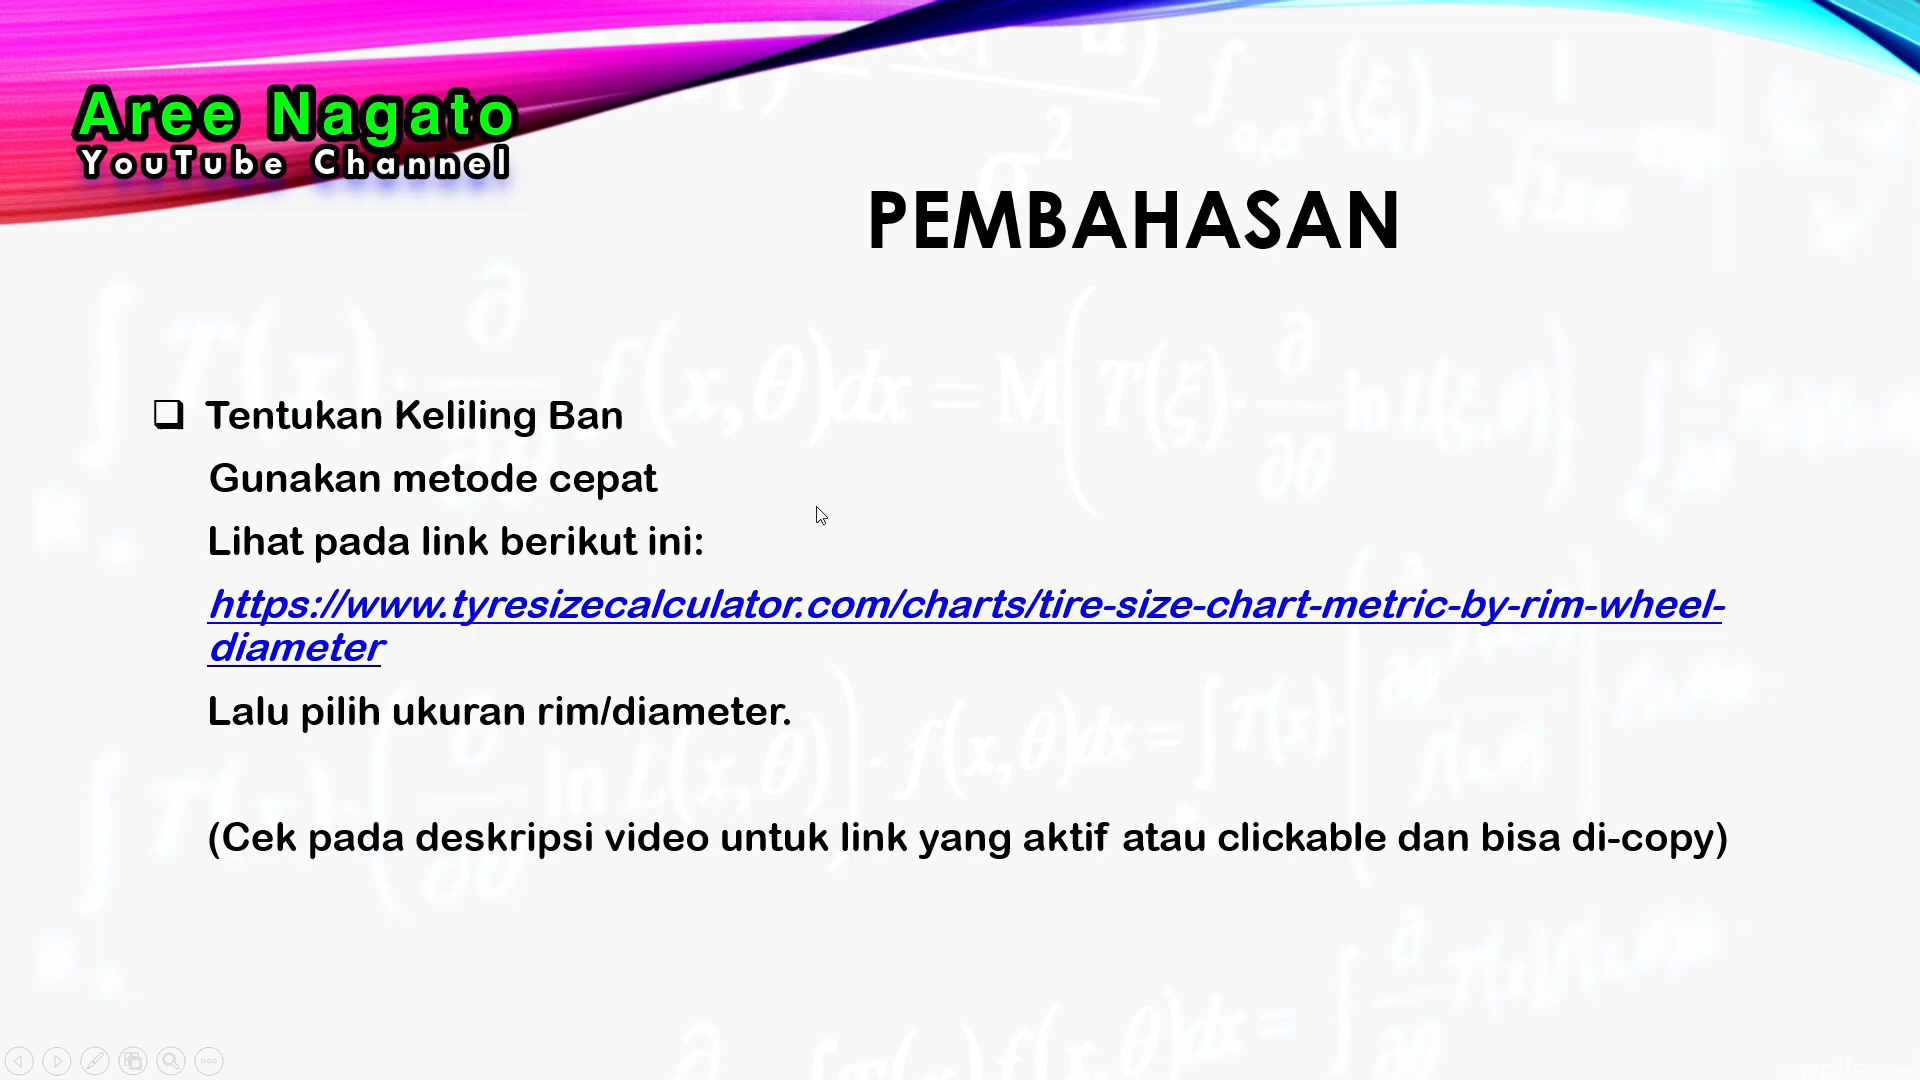 Aree Nagato
YouTube Channel
PEMBAHASAN
Tentukan Keliling Ban
Gunakan metode cepat
Lihat pada link berikut ini:
https://www.tyresizecalculator.com/charts/tire-size-chart-metric-by-rim-wheel-
diameter
Lalu pilih ukuran rim/diameter.
(Cek pada deskripsi video untuk link yang aktif atau clickable dan bisa di-copy)